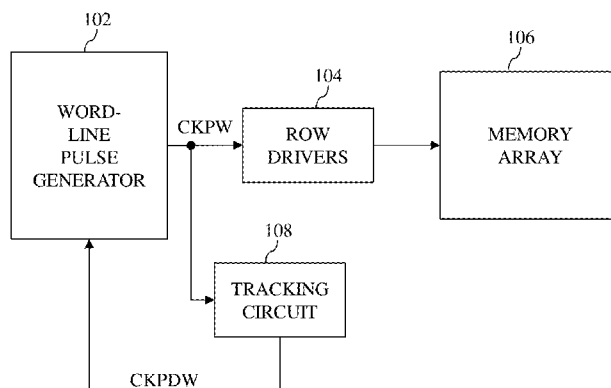 102
WORD-
LINE
PULSE
GENERATOR
CKPW
104
ROW
DRIVERS
106
MEMORY
ARRAY
108
TRACKING
CIRCUIT
CKPDW